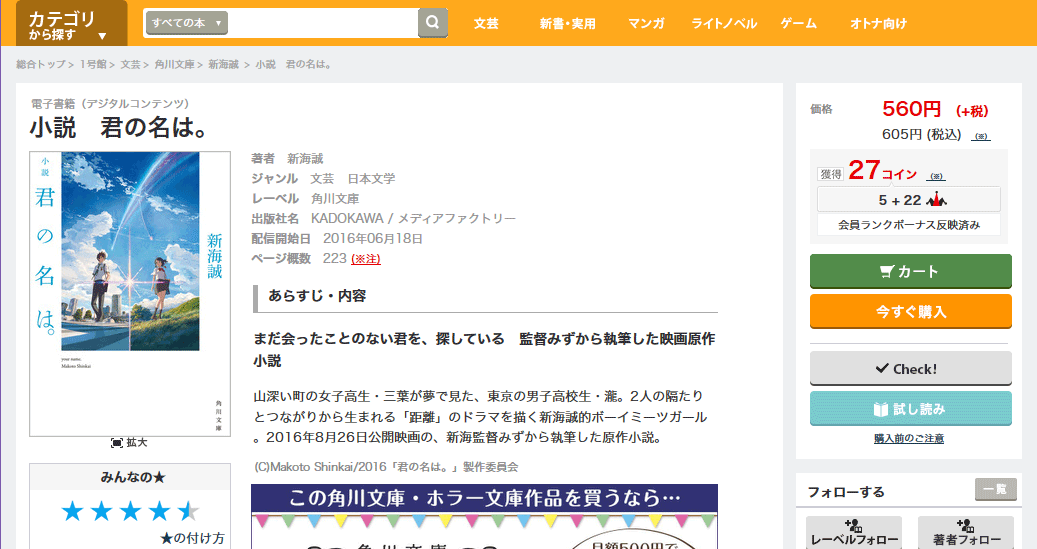 カテゴリ
から探す ▼
すべての本 ▼
文芸 新書・実用 マンガ ライトノベル ゲーム オトナ向け
総合トップ > 1号館 > 文芸 > 角川文庫 > 新海誠 > 小説 君の名は。
電子書籍（デジタルコンテンツ）
小説 君の名は。
小説
君の名は。
新海誠
your name.
Makoto Shinkai
角川文庫
拡大
みんなの★
★の付け方
著者 新海誠
ジャンル 文芸 日本文学
レーベル 角川文庫
出版社名 KADOKAWA / メディアファクトリー
配信開始日 2016年06月18日
ページ概数 223 (※注)
あらすじ・内容
まだ会ったことのない君を、探している 監督みずから執筆した映画原作
小説
山深い町の女子高生・三葉が夢で見た、東京の男子高校生・瀧。2人の隔たり
とつながりから生まれる「距離」のドラマを描く新海誠的ボーイミーツガール
。2016年8月26日公開映画の、新海監督みずから執筆した原作小説。
(C)Makoto Shinkai/2016「君の名は。」製作委員会
この角川文庫・ホラー文庫作品を買うなら…
価格 560円 (+税)
605円 (税込) (※)
獲得 27コイン (※)
5 + 22
会員ランクボーナス反映済み
カート
今すぐ購入
Check!
試し読み
購入前のご注意
フォローする 一覧
レーベルフォロー 著者フォロー